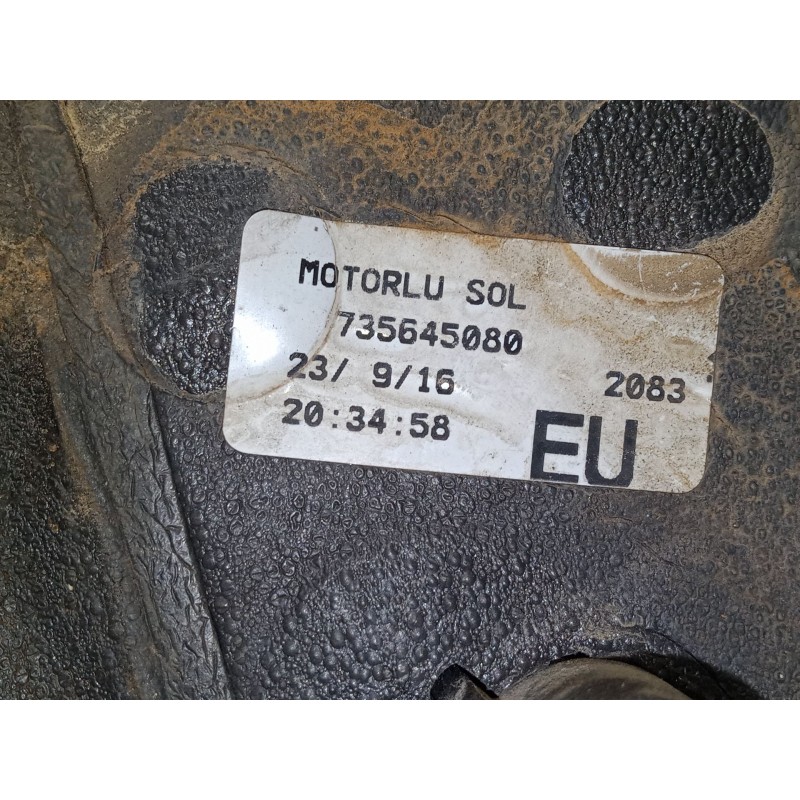 MOTORLU SOL
735645080
23/ 9/16 2083
20:34:58 EU